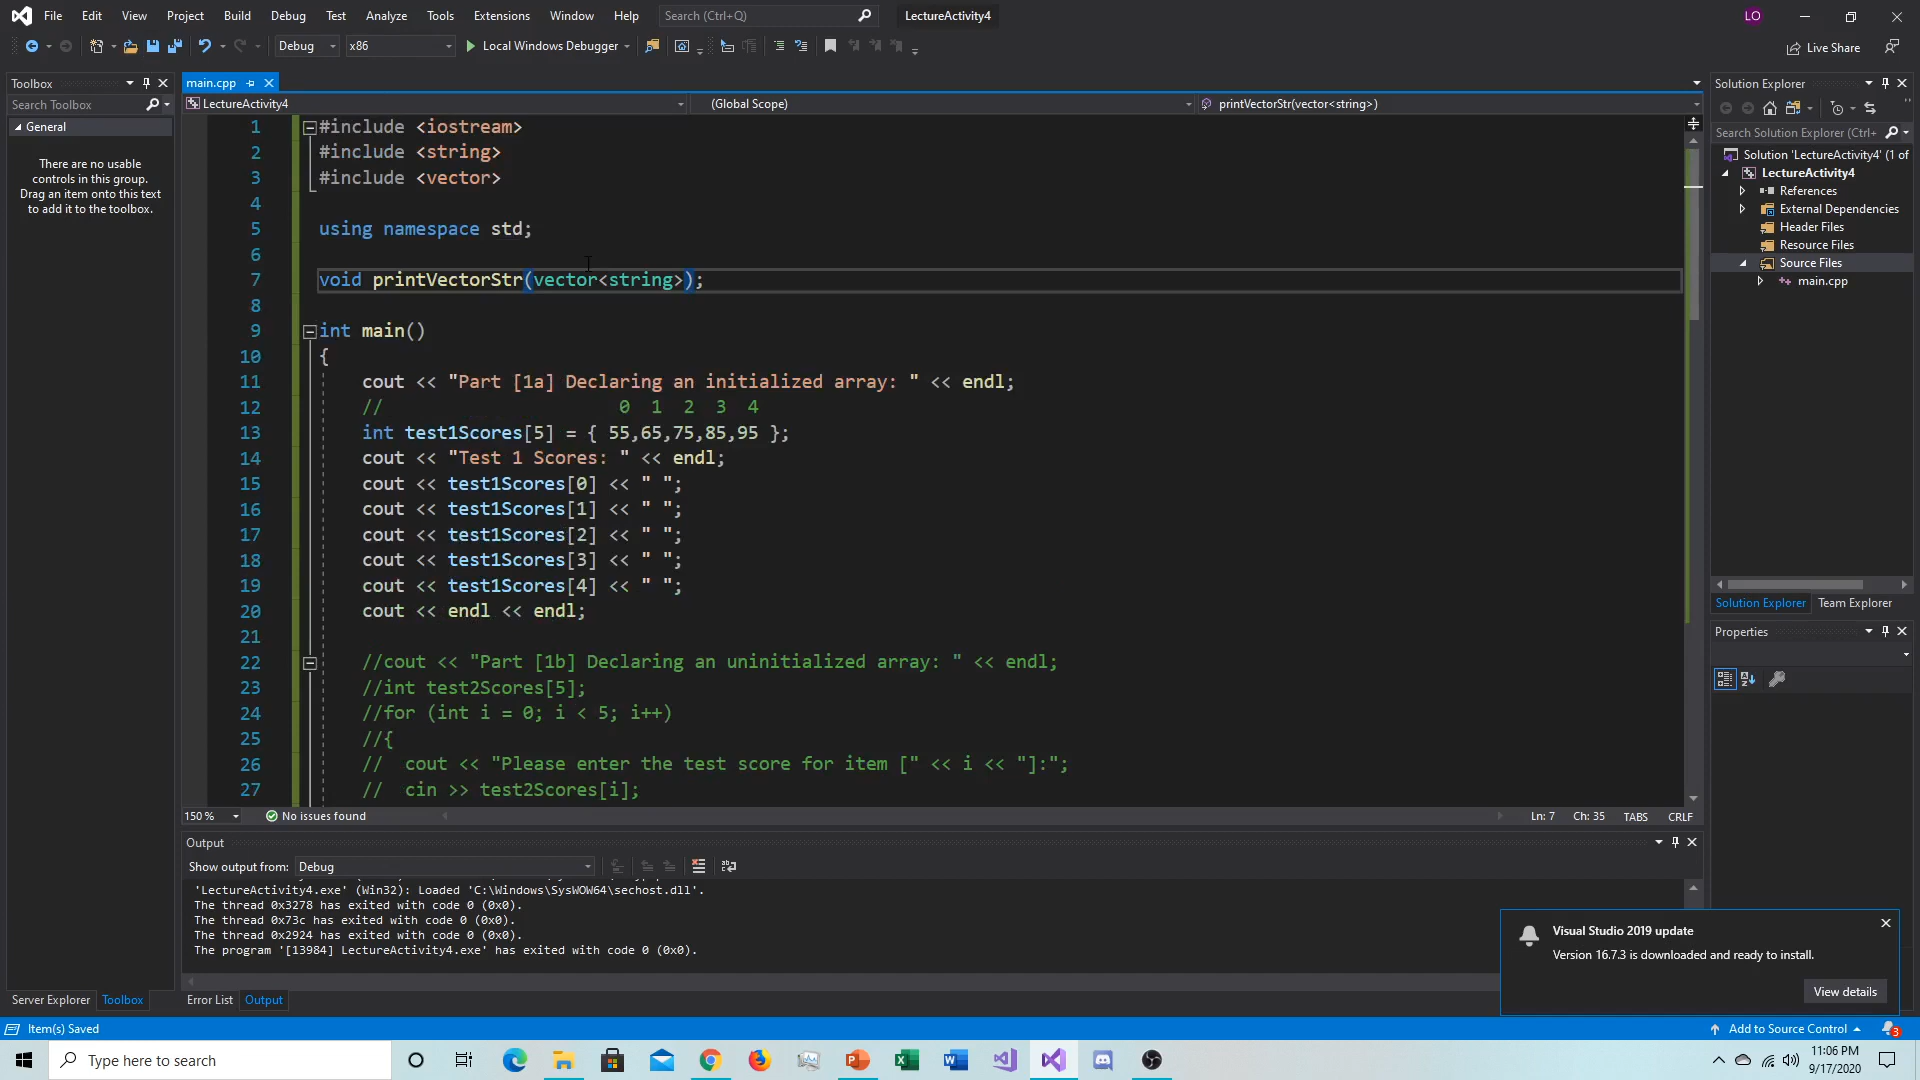 File Edit View Project Build Debug Test Analyze Tools Extensions Window Help Search (Ctrl+Q) LectureActivity4 LO
Debug x86 Local Windows Debugger Live Share
Toolbox
Search Toolbox
General
There are no usable
controls in this group.
Drag an item onto this text
to add it to the toolbox.
Server Explorer Toolbox
main.cpp
LectureActivity4 (Global Scope) printVectorStr(vector<string>)
1 #include <iostream>
2 #include <string>
3 #include <vector>
4
5 using namespace std;
6
7 void printVectorStr(vector<string>);
8
9 int main()
10 {
11 cout << "Part [1a] Declaring an initialized array: " << endl;
12 // 0 1 2 3 4
13 int test1Scores[5] = { 55,65,75,85,95 };
14 cout << "Test 1 Scores: " << endl;
15 cout << test1Scores[0] << " ";
16 cout << test1Scores[1] << " ";
17 cout << test1Scores[2] << " ";
18 cout << test1Scores[3] << " ";
19 cout << test1Scores[4] << " ";
20 cout << endl << endl;
21
22 //cout << "Part [1b] Declaring an uninitialized array: " << endl;
23 //int test2Scores[5];
24 //for (int i = 0; i < 5; i++)
25 //{
26 // cout << "Please enter the test score for item [" << i << "]:";
27 // cin >> test2Scores[i];
150 % No issues found Ln: 7 Ch: 35 TABS CRLF
Output
Show output from: Debug
'LectureActivity4.exe' (Win32): Loaded 'C:\Windows\SysWOW64\sechost.dll'.
The thread 0x3278 has exited with code 0 (0x0).
The thread 0x73c has exited with code 0 (0x0).
The thread 0x2924 has exited with code 0 (0x0).
The program '[13984] LectureActivity4.exe' has exited with code 0 (0x0).
Error List Output
Solution Explorer
Search Solution Explorer (Ctrl+
Solution 'LectureActivity4' (1 of
LectureActivity4
References
External Dependencies
Header Files
Resource Files
Source Files
main.cpp
Solution Explorer Team Explorer
Properties
Visual Studio 2019 update
Version 16.7.3 is downloaded and ready to install.
View details
Item(s) Saved Add to Source Control 3
Type here to search
11:06 PM
9/17/2020